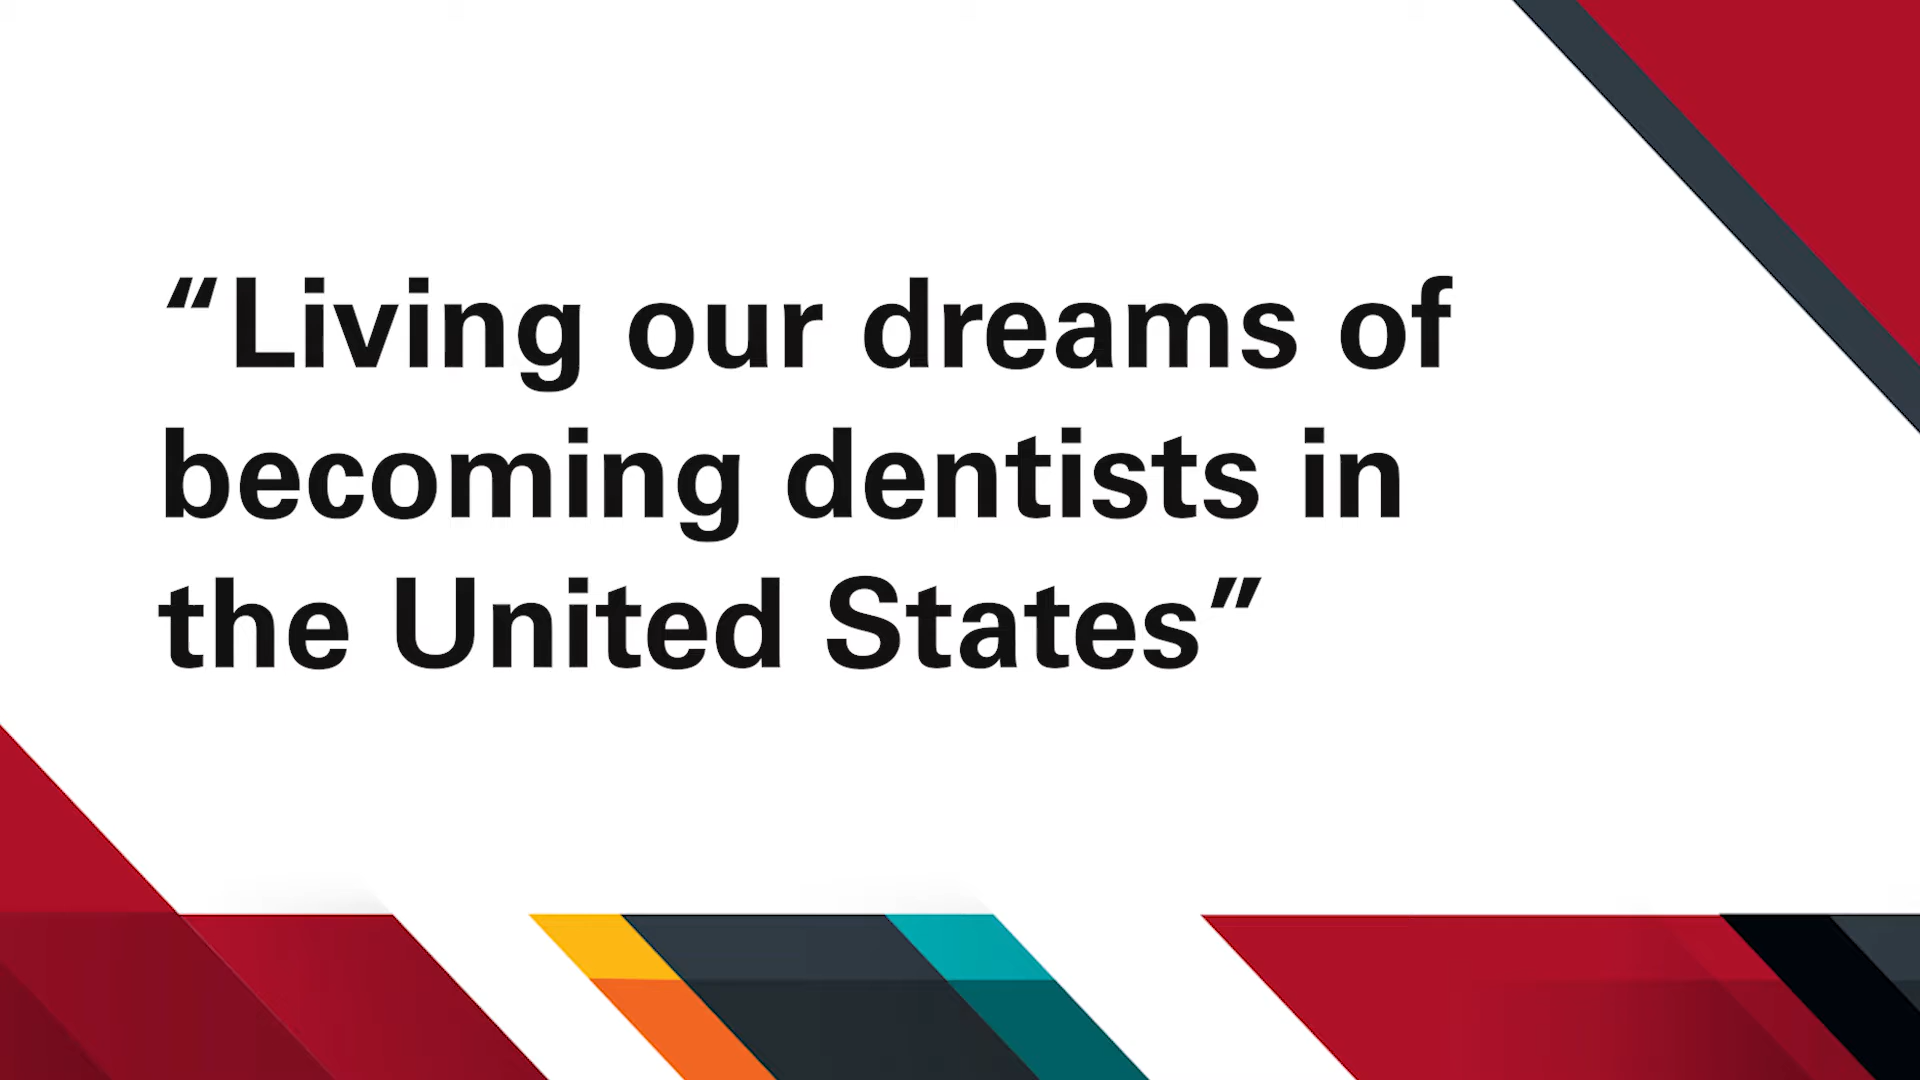 “Living our dreams of
becoming dentists in
the United States”